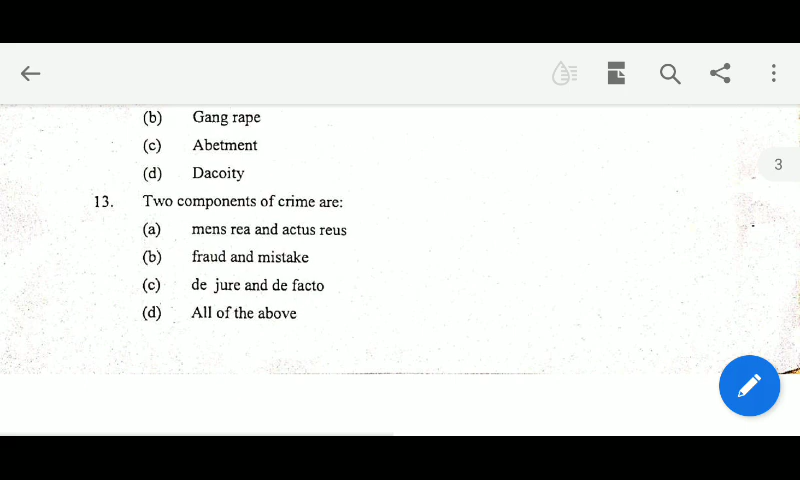 (b) Gang rape
(c) Abetment
3
(d) Dacoity
13. Two components of crime are:
(a) mens rea and actus reus
(b) fraud and mistake
(c) de jure and de facto
(d) All of the above